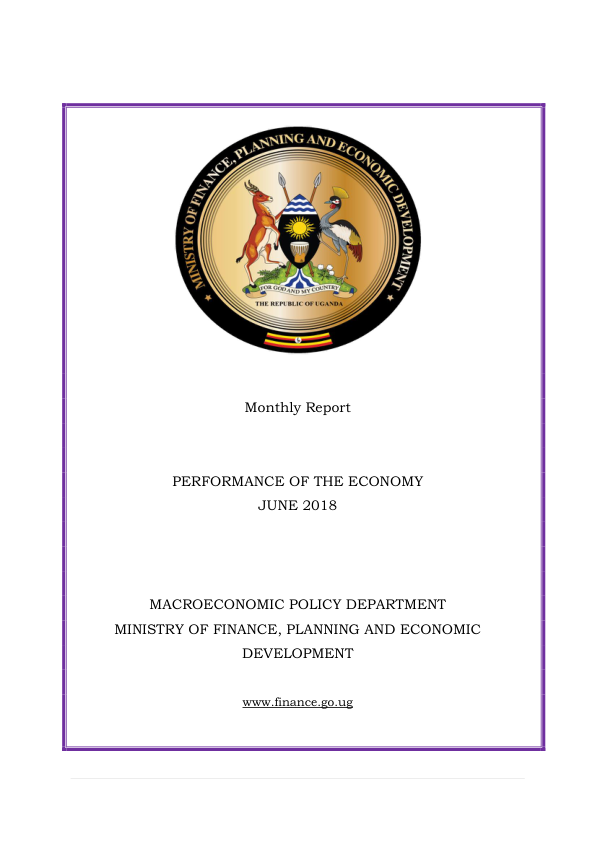 MINISTRY OF FINANCE, PLANNING AND ECONOMIC DEVELOPMENT
FOR GOD AND MY COUNTRY
THE REPUBLIC OF UGANDA
Monthly Report
PERFORMANCE OF THE ECONOMY
JUNE 2018
MACROECONOMIC POLICY DEPARTMENT
MINISTRY OF FINANCE, PLANNING AND ECONOMIC
DEVELOPMENT
www.finance.go.ug